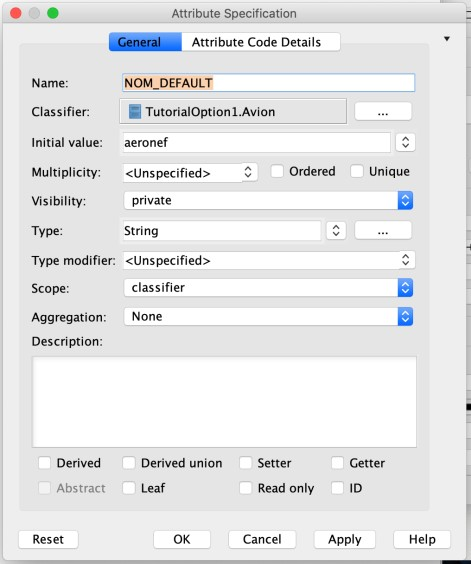 Attribute Specification
General Attribute Code Details
Name: NOM_DEFAULT
Classifier: TutorialOption1.Avion ...
Initial value: aeronef
Multiplicity: <Unspecified> Ordered Unique
Visibility: private
Type: String ...
Type modifier: <Unspecified>
Scope: classifier
Aggregation: None
Description:
Derived Derived union Setter Getter
Abstract Leaf Read only ID
Reset OK Cancel Apply Help